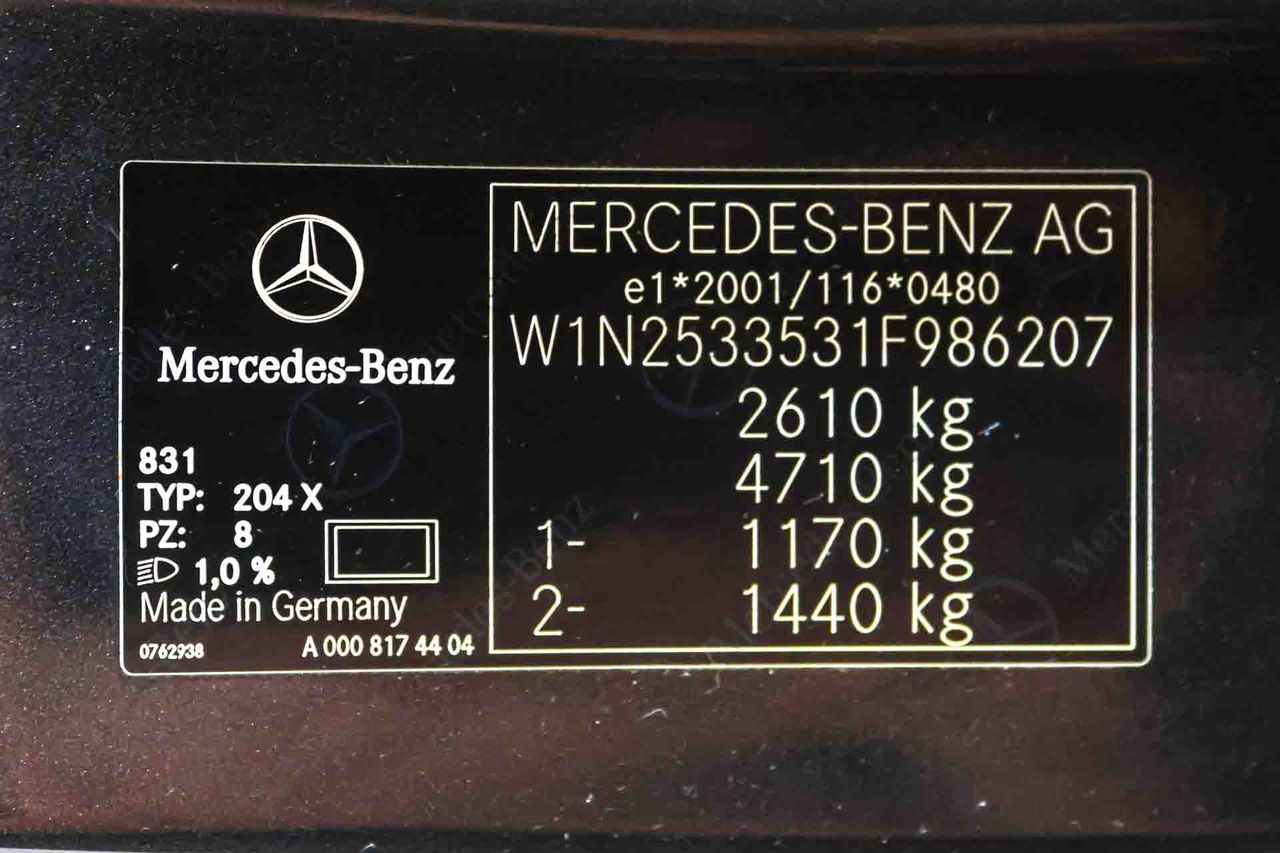 Mercedes-Benz
831
TYP: 204 X
PZ: 8
1,0 %
Made in Germany
0762938 A 000 817 44 04
MERCEDES-BENZ AG
e1*2001/116*0480
W1N2533531F986207
2610 kg
4710 kg
1- 1170 kg
2- 1440 kg